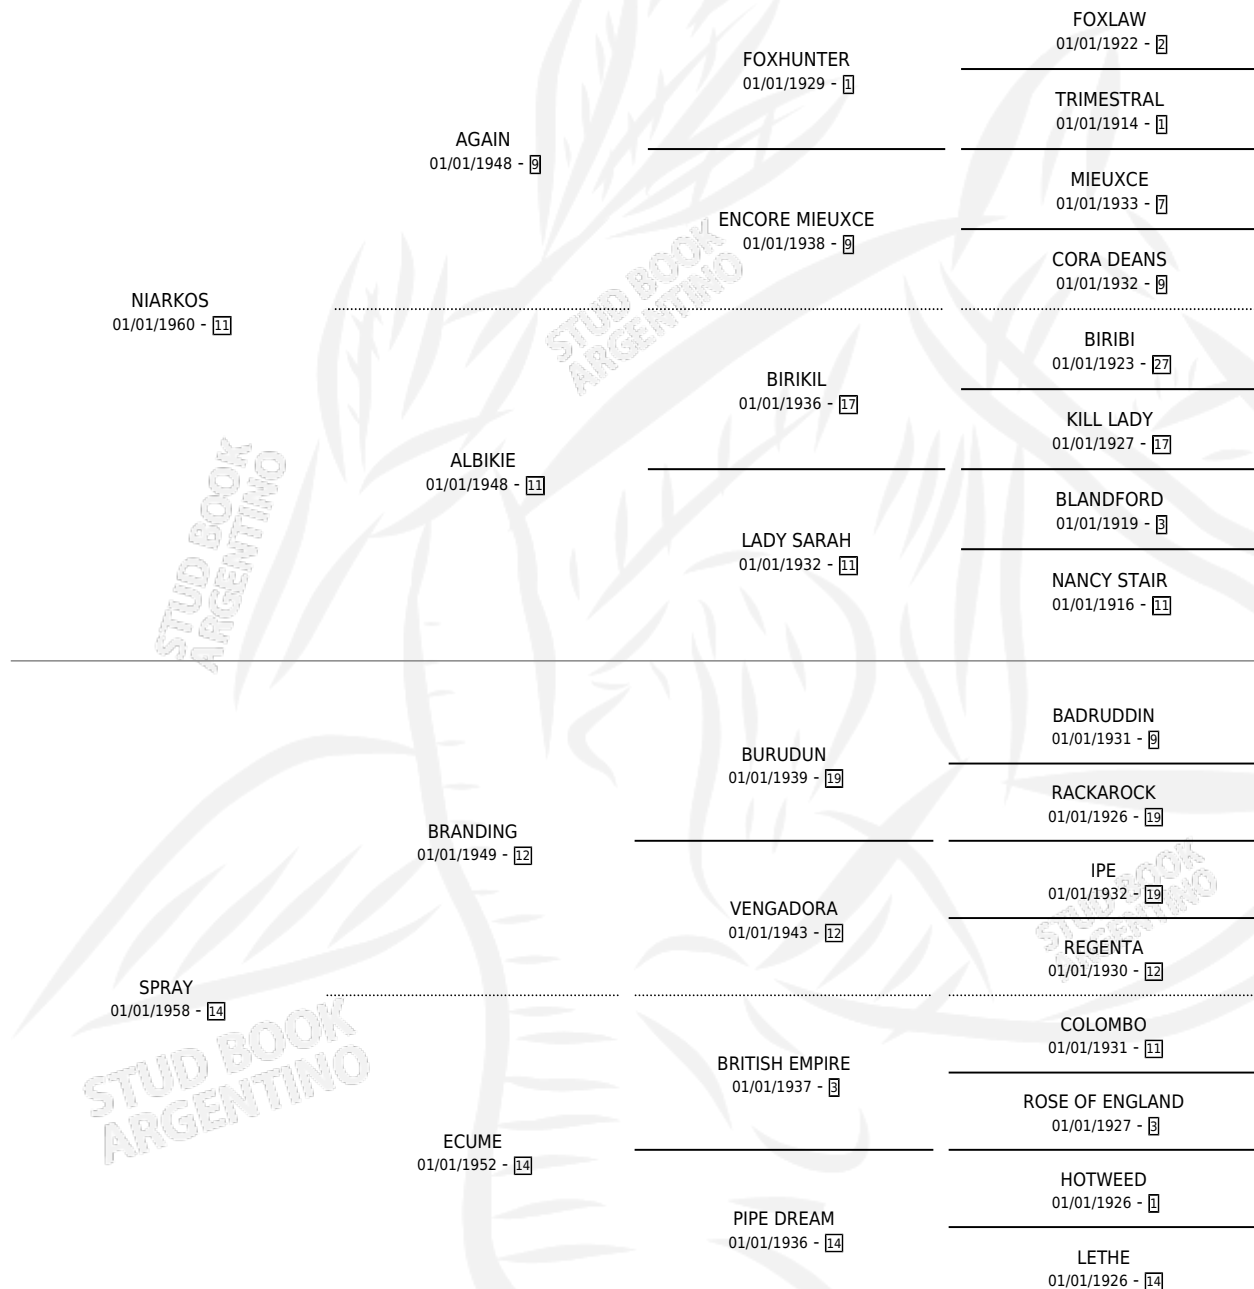 FOXLAW
01/01/1922 - 2
FOXHUNTER
01/01/1929 - 1
TRIMESTRAL
01/01/1914 - 1
AGAIN
01/01/1948 - 9
MIEUXCE
01/01/1933 - 7
ENCORE MIEUXCE
01/01/1938 - 9
CORA DEANS
01/01/1932 - 9
NIARKOS
01/01/1960 - 11
BIRIBI
01/01/1923 - 27
BIRIKIL
01/01/1936 - 17
KILL LADY
01/01/1927 - 17
ALBIKIE
01/01/1948 - 11
BLANDFORD
01/01/1919 - 3
LADY SARAH
01/01/1932 - 11
NANCY STAIR
01/01/1916 - 11
BADRUDDIN
01/01/1931 - 9
BURUDUN
01/01/1939 - 19
RACKAROCK
01/01/1926 - 19
BRANDING
01/01/1949 - 12
IPE
01/01/1932 - 19
VENGADORA
01/01/1943 - 12
REGENTA
01/01/1930 - 12
SPRAY
01/01/1958 - 14
COLOMBO
01/01/1931 - 11
BRITISH EMPIRE
01/01/1937 - 3
ROSE OF ENGLAND
01/01/1927 - 3
ECUME
01/01/1952 - 14
HOTWEED
01/01/1926 - 1
PIPE DREAM
01/01/1936 - 14
LETHE
01/01/1926 - 14
STUD BOOK
ARGENTINO
STUD BOOK
ARGENTINO
STUD BOOK
ARGENTINO
STUD BOOK
ARGENTINO